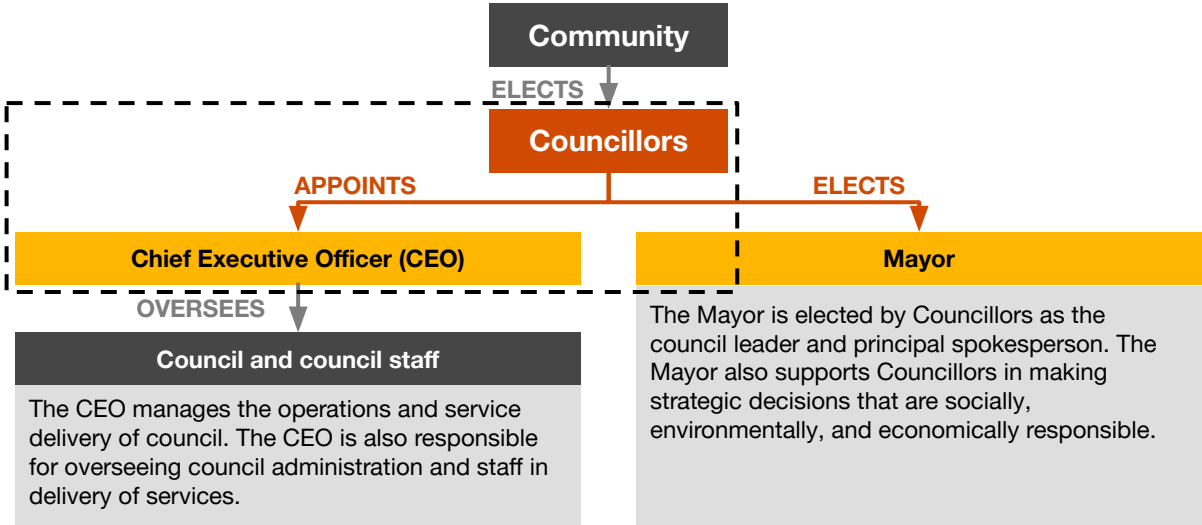 Community
ELECTS
Councillors
APPOINTS
ELECTS
Chief Executive Officer (CEO)
Mayor
OVERSEES
Council and council staff
The CEO manages the operations and service
delivery of council. The CEO is also responsible
for overseeing council administration and staff in
delivery of services.
The Mayor is elected by Councillors as the
council leader and principal spokesperson. The
Mayor also supports Councillors in making
strategic decisions that are socially,
environmentally, and economically responsible.